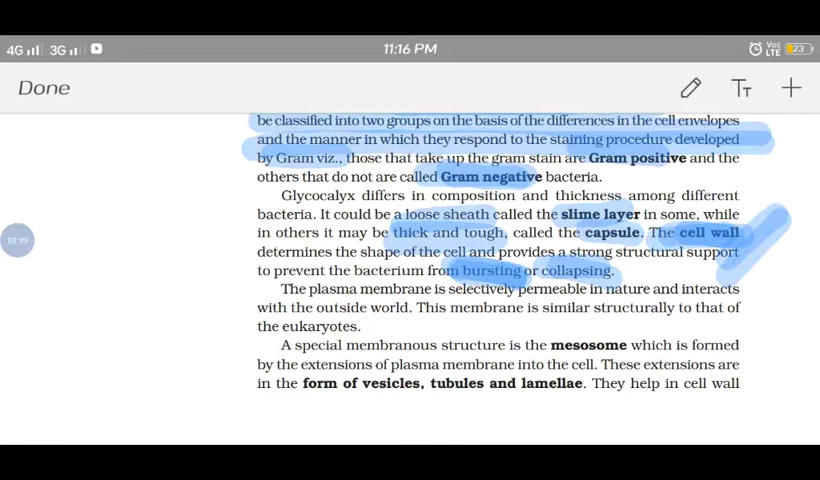 4G 3G 11:16 PM Vo) LTE 23
Done TT
be classified into two groups on the basis of the differences in the cell envelopes
and the manner in which they respond to the staining procedure developed
by Gram viz., those that take up the gram stain are Gram positive and the
others that do not are called Gram negative bacteria.
Glycocalyx differs in composition and thickness among different
bacteria. It could be a loose sheath called the slime layer in some, while
in others it may be thick and tough, called the capsule. The cell wall
18:19
determines the shape of the cell and provides a strong structural support
to prevent the bacterium from bursting or collapsing.
The plasma membrane is selectively permeable in nature and interacts
with the outside world. This membrane is similar structurally to that of
the eukaryotes.
A special membranous structure is the mesosome which is formed
by the extensions of plasma membrane into the cell. These extensions are
in the form of vesicles, tubules and lamellae. They help in cell wall